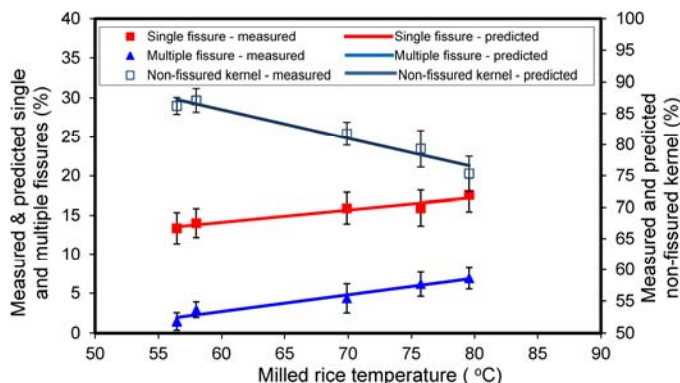 Measured & predicted single
and multiple fissures (%)
40
35
30
25
20
15
10
5
0
Single fissure - measured
Single fissure - predicted
Multiple fissure - measured
Multiple fissure - predicted
Non-fissured kernel - measured
Non-fissured kernel - predicted
100
95
90
85
80
75
70
65
60
55
50
Measured and predicted
non-fissured kernel (%)
50 55 60 65 70 75 80 85 90
Milled rice temperature ( ºC)